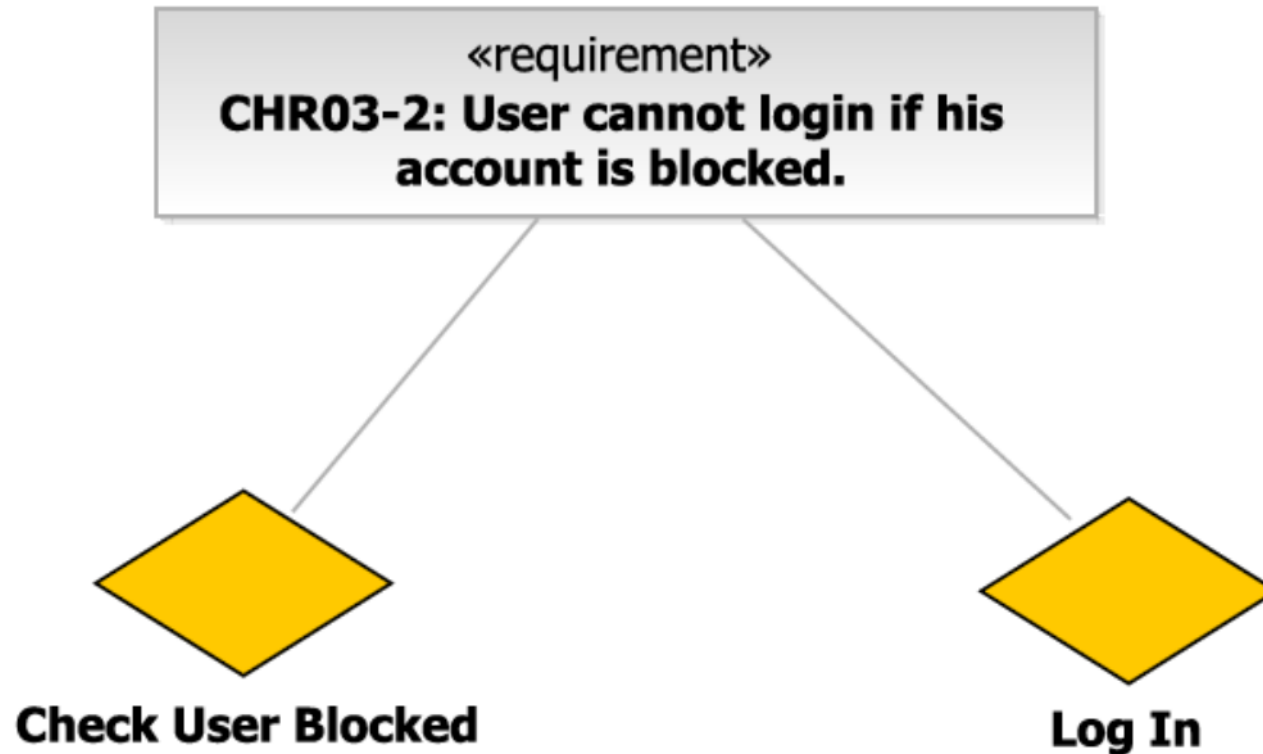 «requirement»
CHR03-2: User cannot login if his
account is blocked.
Check User Blocked
Log In